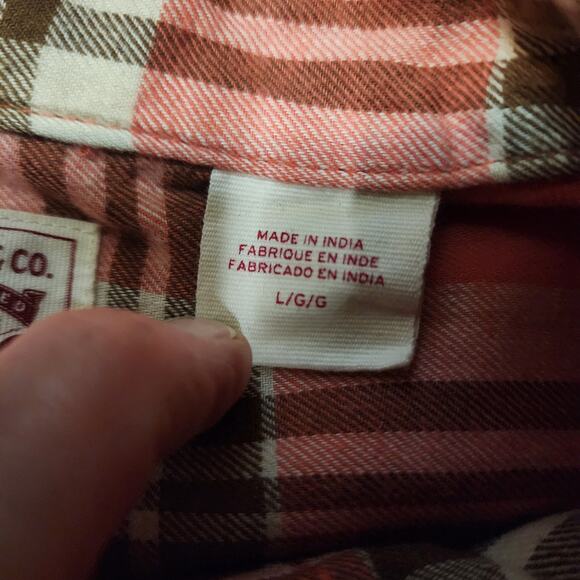 & CO.
MADE IN INDIA
FABRIQUE EN INDE
FABRICADO EN INDIA
L/G/G